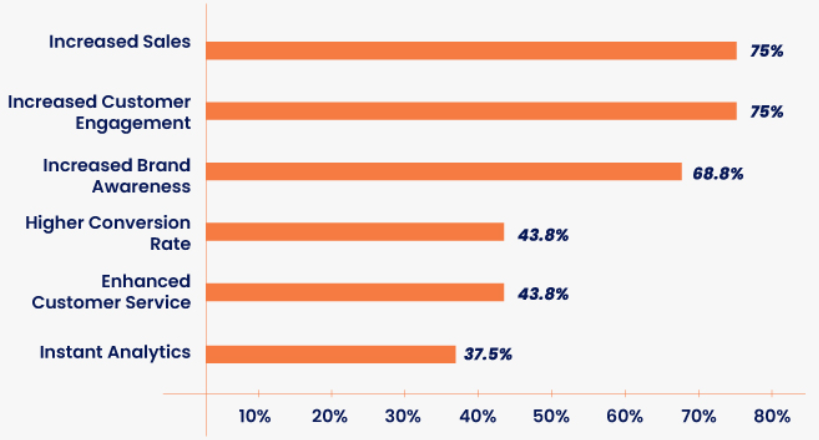 Increased Sales
75%
Increased Customer
Engagement
75%
Increased Brand
Awareness
68.8%
Higher Conversion
Rate
43.8%
Enhanced
Customer Service
43.8%
Instant Analytics
37.5%
10% 20% 30% 40% 50% 60% 70% 80%